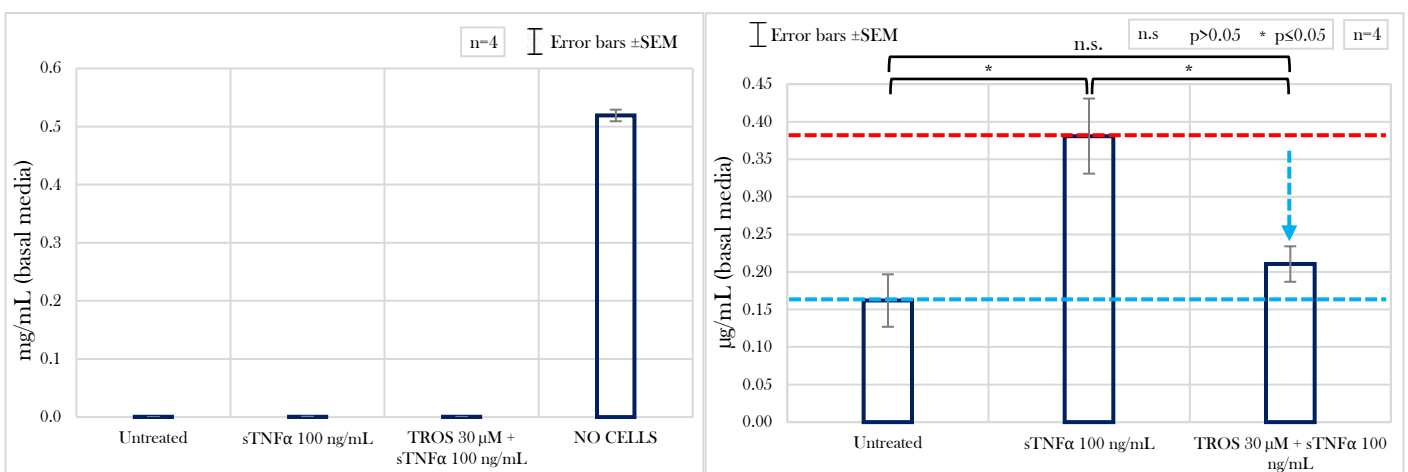 n=4
Error bars ±SEM
mg/mL (basal media)
0.6
0.5
0.4
0.3
0.2
0.1
0.0
Untreated
sTNFα 100 ng/mL
TROS 30 µM +
sTNFα 100 ng/mL
NO CELLS
Error bars ±SEM
n.s p>0.05 * p≤0.05
n=4
n.s.
* *
µg/mL (basal media)
0.45
0.40
0.35
0.30
0.25
0.20
0.15
0.10
0.05
0.00
Untreated
sTNFα 100 ng/mL
TROS 30 µM + sTNFα 100
ng/mL